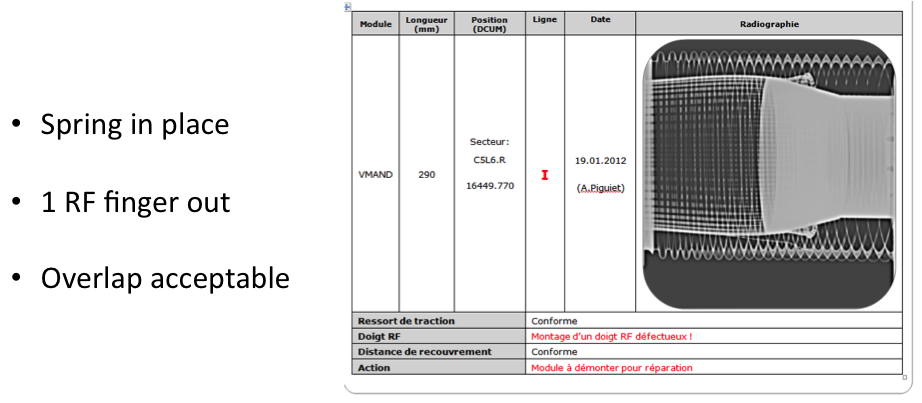 • Spring in place
• 1 RF finger out
• Overlap acceptable
Module Longueur (mm) Position (DCUM) Ligne Date Radiographie
VMAND 290 Secteur: C5L6.R 16449.770 I 19.01.2012 (A.Piguiet)
Ressort de traction Conforme
Doigt RF Montage d'un doigt RF défectueux !
Distance de recouvrement Conforme
Action Module à démonter pour réparation